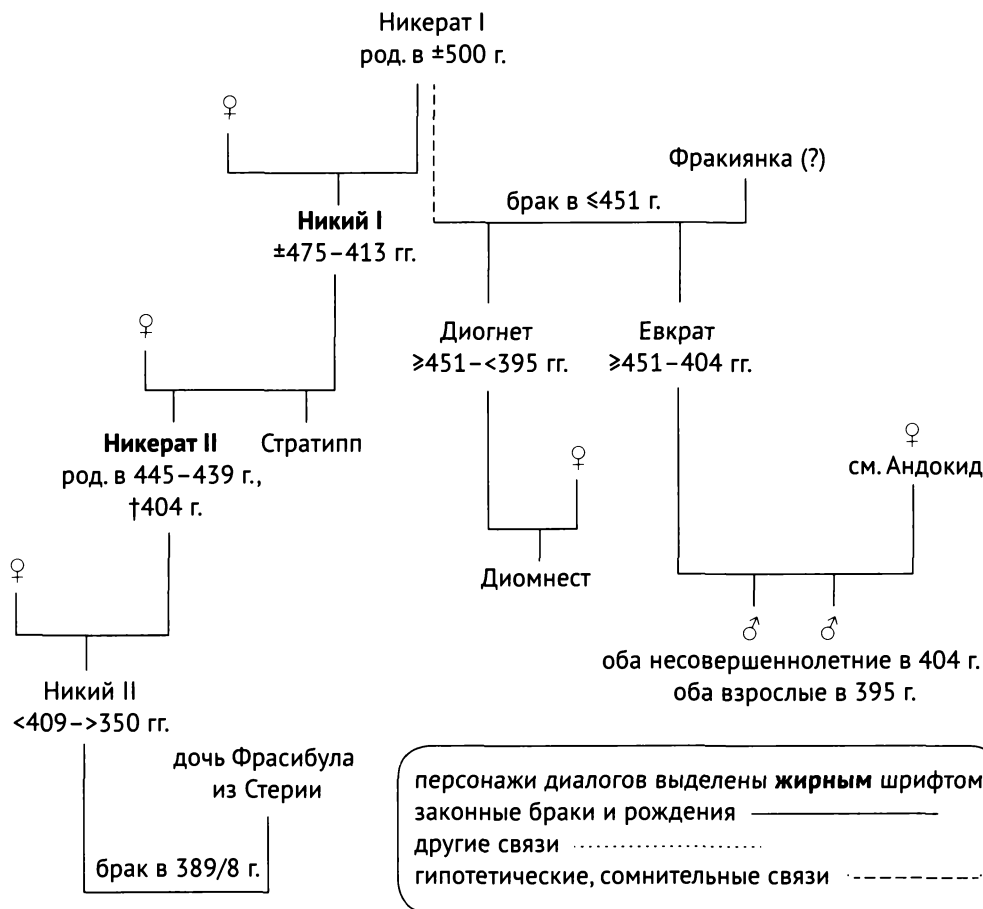 Никерат I
род. в ±500 г.
♀
Фракиянка (?)
брак в ⩽451 г.
Никий I
±475–413 гг.
♀
Диогнет
⩾451–<395 гг.
Евкрат
⩾451–404 гг.
Никерат II
род. в 445–439 г.,
†404 г.
Стратипп
♀
♀
см. Андокид
♀
Диомнест
♂ ♂
оба несовершеннолетние в 404 г.
оба взрослые в 395 г.
Никий II
<409–>350 гг.
дочь Фрасибула
из Стерии
брак в 389/8 г.
персонажи диалогов выделены жирным шрифтом
законные браки и рождения
другие связи
гипотетические, сомнительные связи